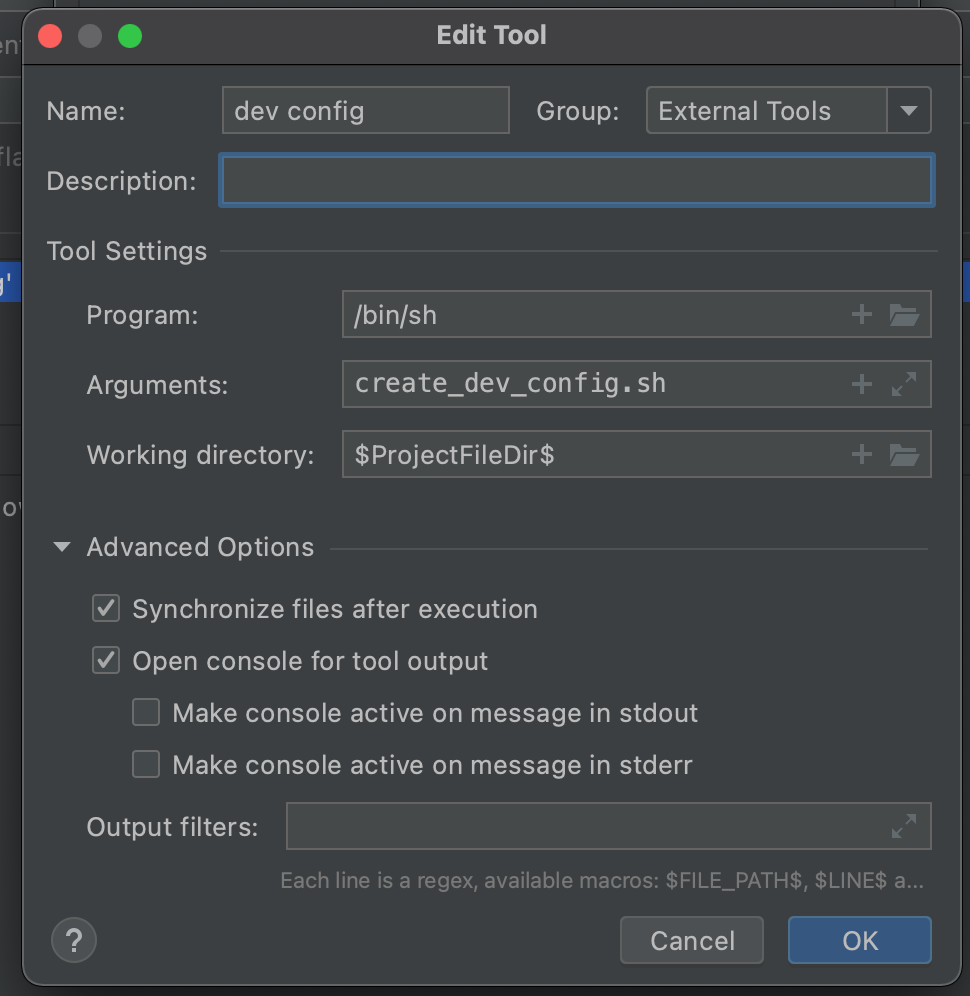 Edit Tool
Name: dev config Group: External Tools
Description:
Tool Settings
Program: /bin/sh
Arguments: create_dev_config.sh
Working directory: $ProjectFileDir$
Advanced Options
Synchronize files after execution
Open console for tool output
Make console active on message in stdout
Make console active on message in stderr
Output filters:
Each line is a regex, available macros: $FILE_PATH$, $LINE$ a...
? Cancel OK